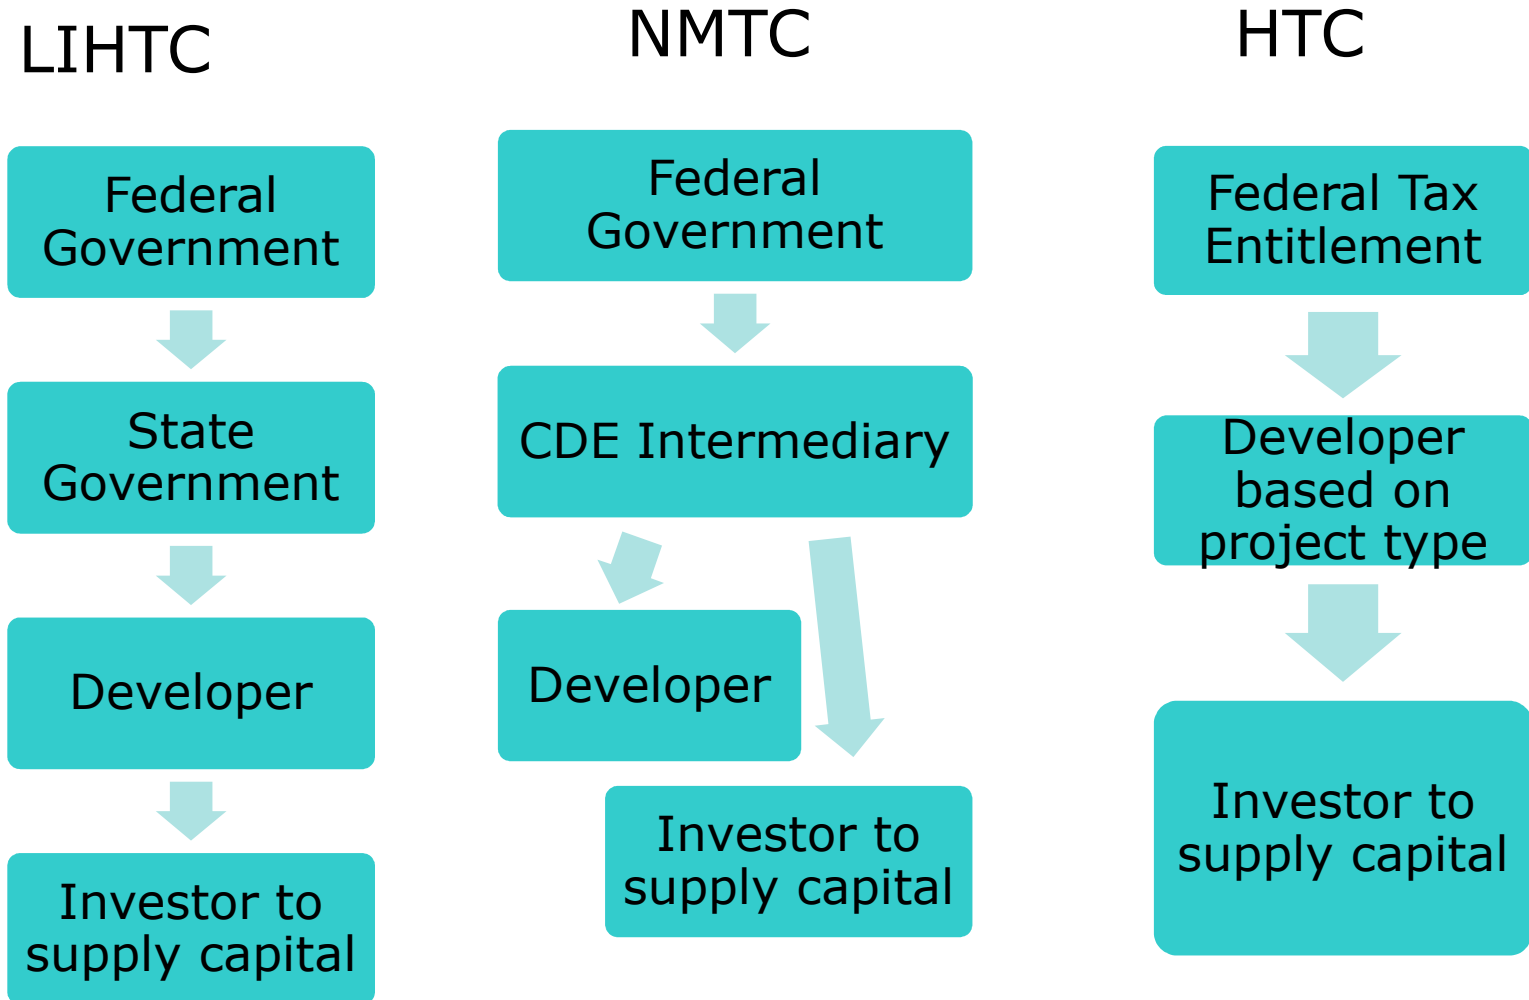 LIHTC
Federal
Government
State
Government
Developer
Investor to
supply capital
NMTC
Federal
Government
CDE Intermediary
Developer
Investor to
supply capital
HTC
Federal Tax
Entitlement
Developer
based on
project type
Investor to
supply capital